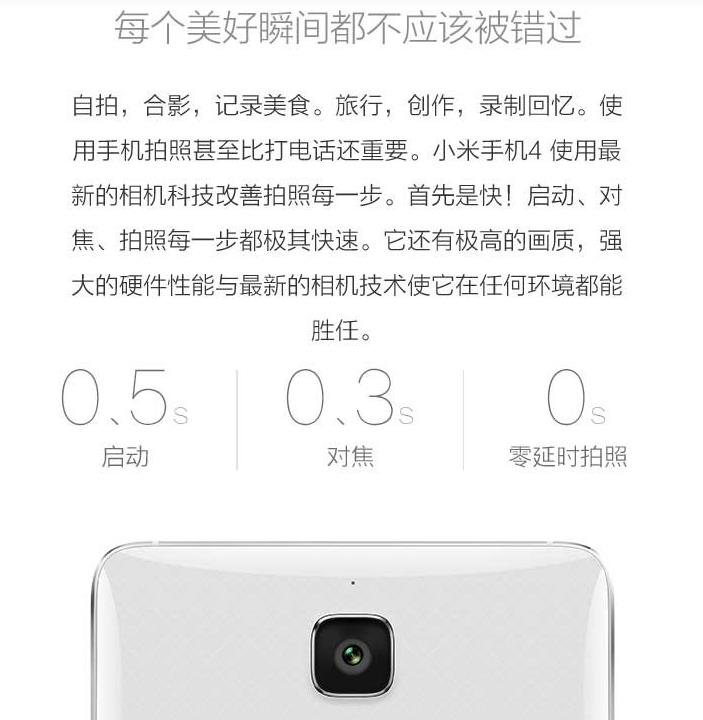 每个美好瞬间都不应该被错过
自拍，合影，记录美食。旅行，创作，录制回忆。使
用手机拍照甚至比打电话还重要。小米手机4 使用最
新的相机科技改善拍照每一步。首先是快！启动、对
焦、拍照每一步都极其快速。它还有极高的画质，强
大的硬件性能与最新的相机技术使它在任何环境都能
胜任。
0、5s
0、3s
0s
启动
对焦
零延时拍照